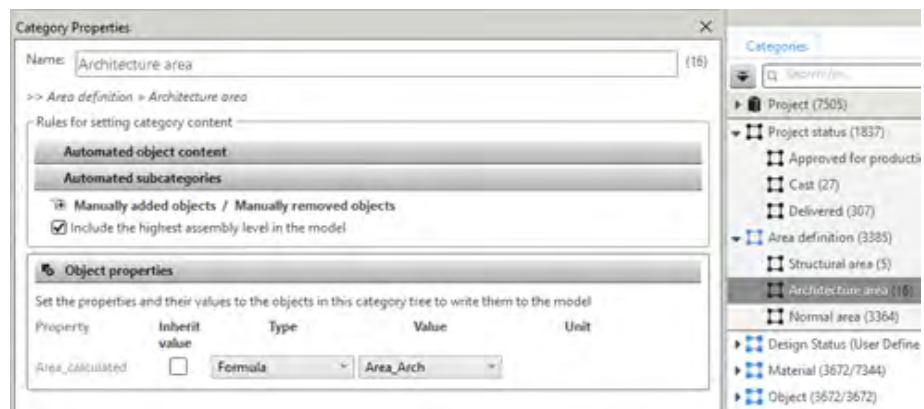 Category Properties
Name: Architecture area (16)
>> Area definition » Architecture area
Rules for setting category content
Automated object content
Automated subcategories
Manually added objects / Manually removed objects
Include the highest assembly level in the model
Object properties
Set the properties and their values to the objects in this category tree to write them to the model
Property Inherit value Type Value Unit
Area_calculated Formula Area_Arch
Categories
Project (7505)
Project status (1837)
Approved for producti
Cast (27)
Delivered (307)
Area definition (3385)
Structural area (5)
Architecture area (16)
Normal area (3364)
Design Status (User Define
Material (3672/7344)
Object (3672/3672)